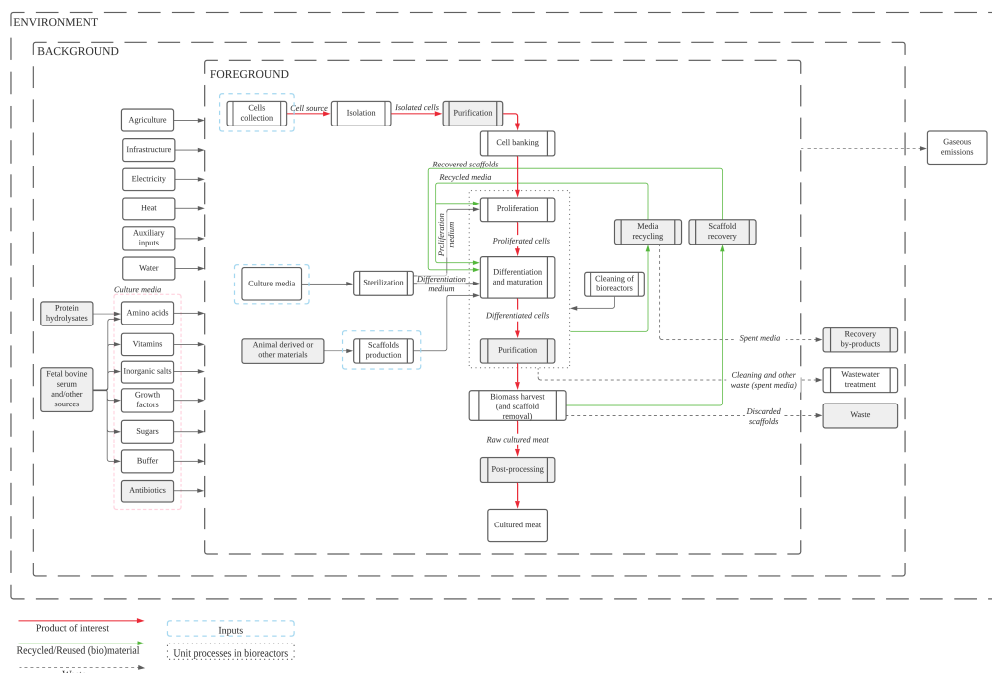 ENVIRONMENT
BACKGROUND
FOREGROUND
Cells
collection
Cell source
Isolation
Isolated cells
Purification
Cell banking
Recovered scaffolds
Recycled media
Proliferation
Proliferation
medium
Proliferated cells
Differentiation
and maturation
Differentiation
medium
Differentiated cells
Purification
Cleaning of
bioreactors
Media
recycling
Scaffold
recovery
Culture media
Sterilization
Animal derived or
other materials
Scaffolds
production
Biomass harvest
(and scaffold
removal)
Raw cultured meat
Post-processing
Cultured meat
Agriculture
Infrastructure
Electricity
Heat
Auxiliary
inputs
Water
Culture media
Protein
hydrolysates
Fetal bovine
serum
and/other
sources
Amino acids
Vitamins
Inorganic salts
Growth
factors
Sugars
Buffer
Antibiotics
Gaseous
emissions
Spent media
Recovery
by-products
Cleaning and other
waste (spent media)
Wastewater
treatment
Discarded
scaffolds
Waste
Product of interest
Recycled/Reused (bio)material
Inputs
Unit processes in bioreactors